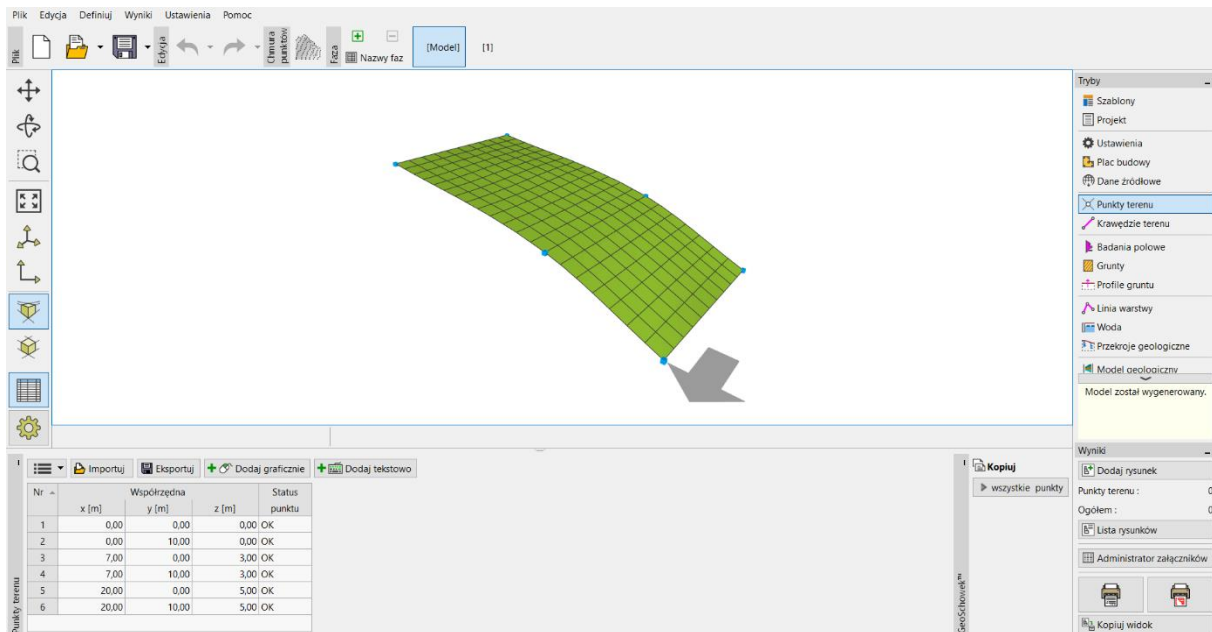 Plik Edycja Definiuj Wyniki Ustawienia Pomoc
Plik
Edycja
Chmura punktów
Faza
Nazwy faz
[Model] [1]
Tryby
Szablony
Projekt
Ustawienia
Plac budowy
Dane źródłowe
Punkty terenu
Krawędzie terenu
Badania polowe
Grunty
Profile gruntu
Linia warstwy
Woda
Przekroje geologiczne
Model geologiczny
Model został wygenerowany.
Importuj Eksportuj Dodaj graficznie Dodaj tekstowo
Nr Współrzędna Status
x [m] y [m] z [m] punktu
1 0,00 0,00 0,00 OK
2 0,00 10,00 0,00 OK
3 7,00 0,00 3,00 OK
4 7,00 10,00 3,00 OK
5 20,00 0,00 5,00 OK
6 20,00 10,00 5,00 OK
Punkty terenu
GeoSchowek™
Kopiuj
wszystkie punkty
Wyniki
Dodaj rysunek
Punkty terenu : 0
Ogółem : 0
Lista rysunków
Administrator załączników
Kopiuj widok